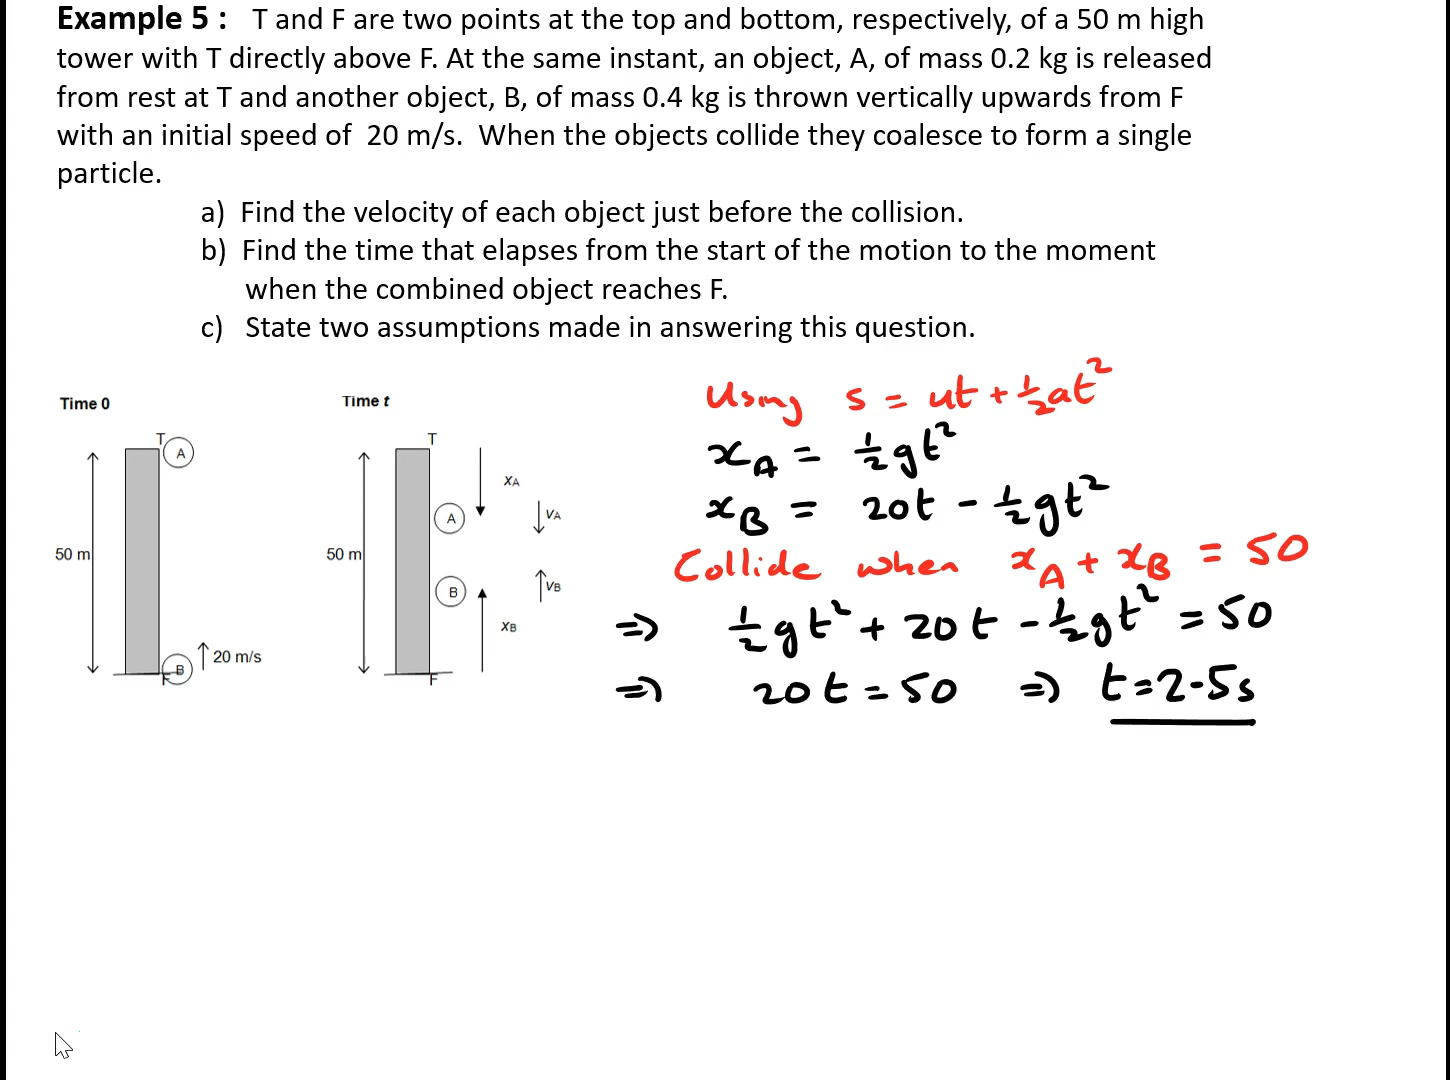 Example 5 : T and F are two points at the top and bottom, respectively, of a 50 m high
tower with T directly above F. At the same instant, an object, A, of mass 0.2 kg is released
from rest at T and another object, B, of mass 0.4 kg is thrown vertically upwards from F
with an initial speed of 20 m/s. When the objects collide they coalesce to form a single
particle.
a) Find the velocity of each object just before the collision.
b) Find the time that elapses from the start of the motion to the moment
when the combined object reaches F.
c) State two assumptions made in answering this question.
Time 0
T
A
50 m
B
F
20 m/s
Time t
T
A
50 m
B
F
xA
vA
vB
xB
Using s = ut + ½at²
xA = ½gt²
xB = 20t - ½gt²
Collide when xA + xB = 50
⇒ ½gt² + 20t - ½gt² = 50
⇒ 20t = 50 ⇒ t = 2.5s